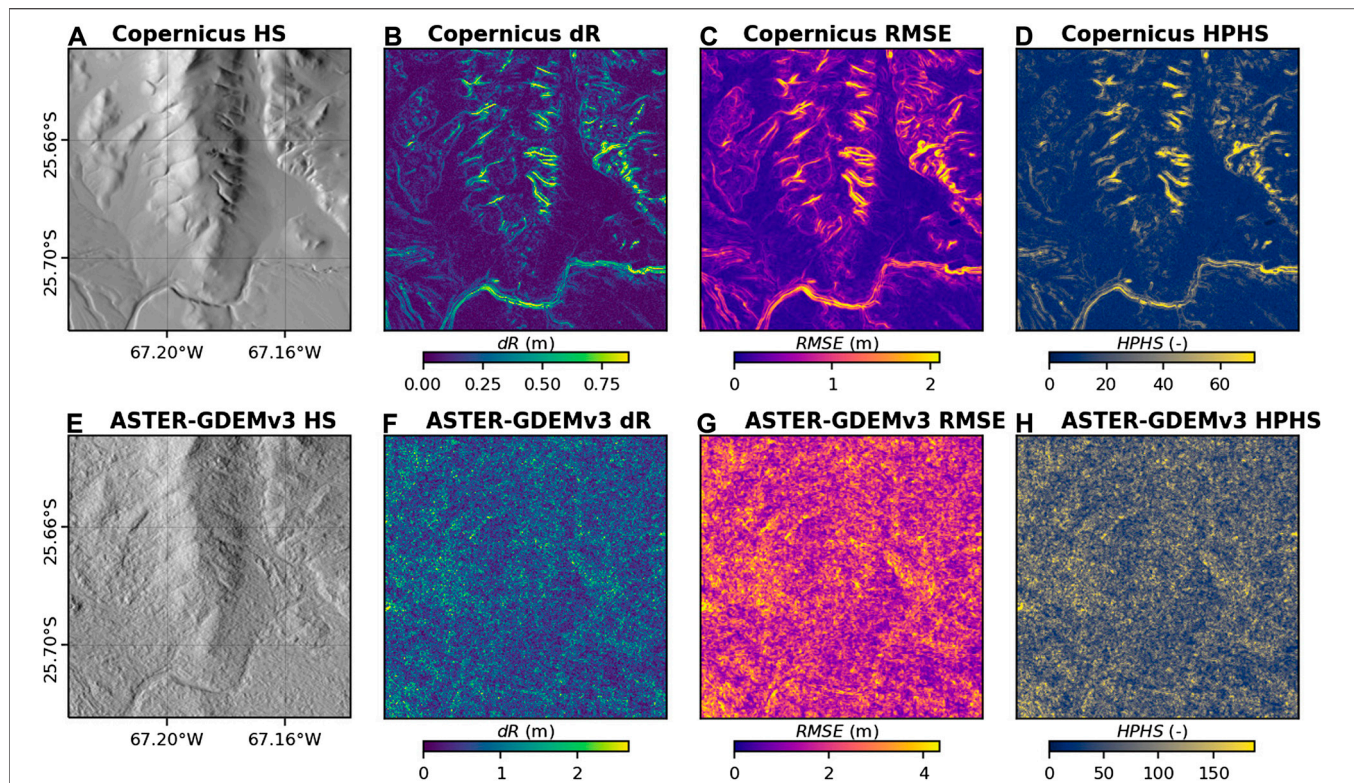 A Copernicus HS
B Copernicus dR
C Copernicus RMSE
D Copernicus HPHS
25.66°S
25.70°S
67.20°W 67.16°W
dR (m)
0.00 0.25 0.50 0.75
RMSE (m)
0 1 2
HPHS (-)
0 20 40 60
E ASTER-GDEMv3 HS
F ASTER-GDEMv3 dR
G ASTER-GDEMv3 RMSE
H ASTER-GDEMv3 HPHS
25.66°S
25.70°S
67.20°W 67.16°W
dR (m)
0 1 2
RMSE (m)
0 2 4
HPHS (-)
0 50 100 150